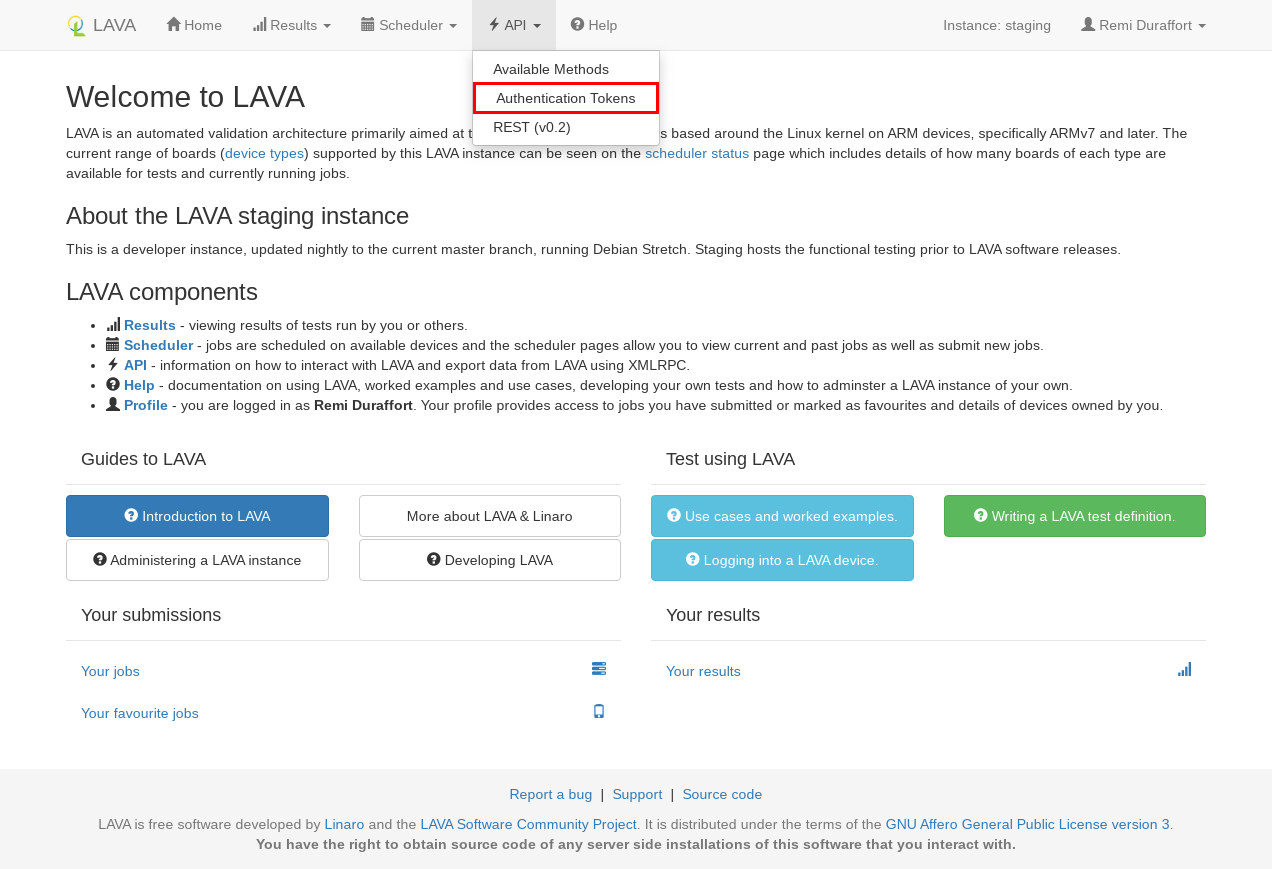 LAVA Home Results Scheduler API Help Instance: staging Remi Duraffort
Available Methods
Authentication Tokens
REST (v0.2)
Welcome to LAVA
LAVA is an automated validation architecture primarily aimed at t s based around the Linux kernel on ARM devices, specifically ARMv7 and later. The
current range of boards (device types) supported by this LAVA instance can be seen on the scheduler status page which includes details of how many boards of each type are
available for tests and currently running jobs.
About the LAVA staging instance
This is a developer instance, updated nightly to the current master branch, running Debian Stretch. Staging hosts the functional testing prior to LAVA software releases.
LAVA components
• Results - viewing results of tests run by you or others.
• Scheduler - jobs are scheduled on available devices and the scheduler pages allow you to view current and past jobs as well as submit new jobs.
• API - information on how to interact with LAVA and export data from LAVA using XMLRPC.
• Help - documentation on using LAVA, worked examples and use cases, developing your own tests and how to adminster a LAVA instance of your own.
• Profile - you are logged in as Remi Duraffort. Your profile provides access to jobs you have submitted or marked as favourites and details of devices owned by you.
Guides to LAVA
Introduction to LAVA More about LAVA & Linaro
Administering a LAVA instance Developing LAVA
Test using LAVA
Use cases and worked examples. Writing a LAVA test definition.
Logging into a LAVA device.
Your submissions
Your jobs
Your favourite jobs
Your results
Your results
Report a bug | Support | Source code
LAVA is free software developed by Linaro and the LAVA Software Community Project. It is distributed under the terms of the GNU Affero General Public License version 3.
You have the right to obtain source code of any server side installations of this software that you interact with.